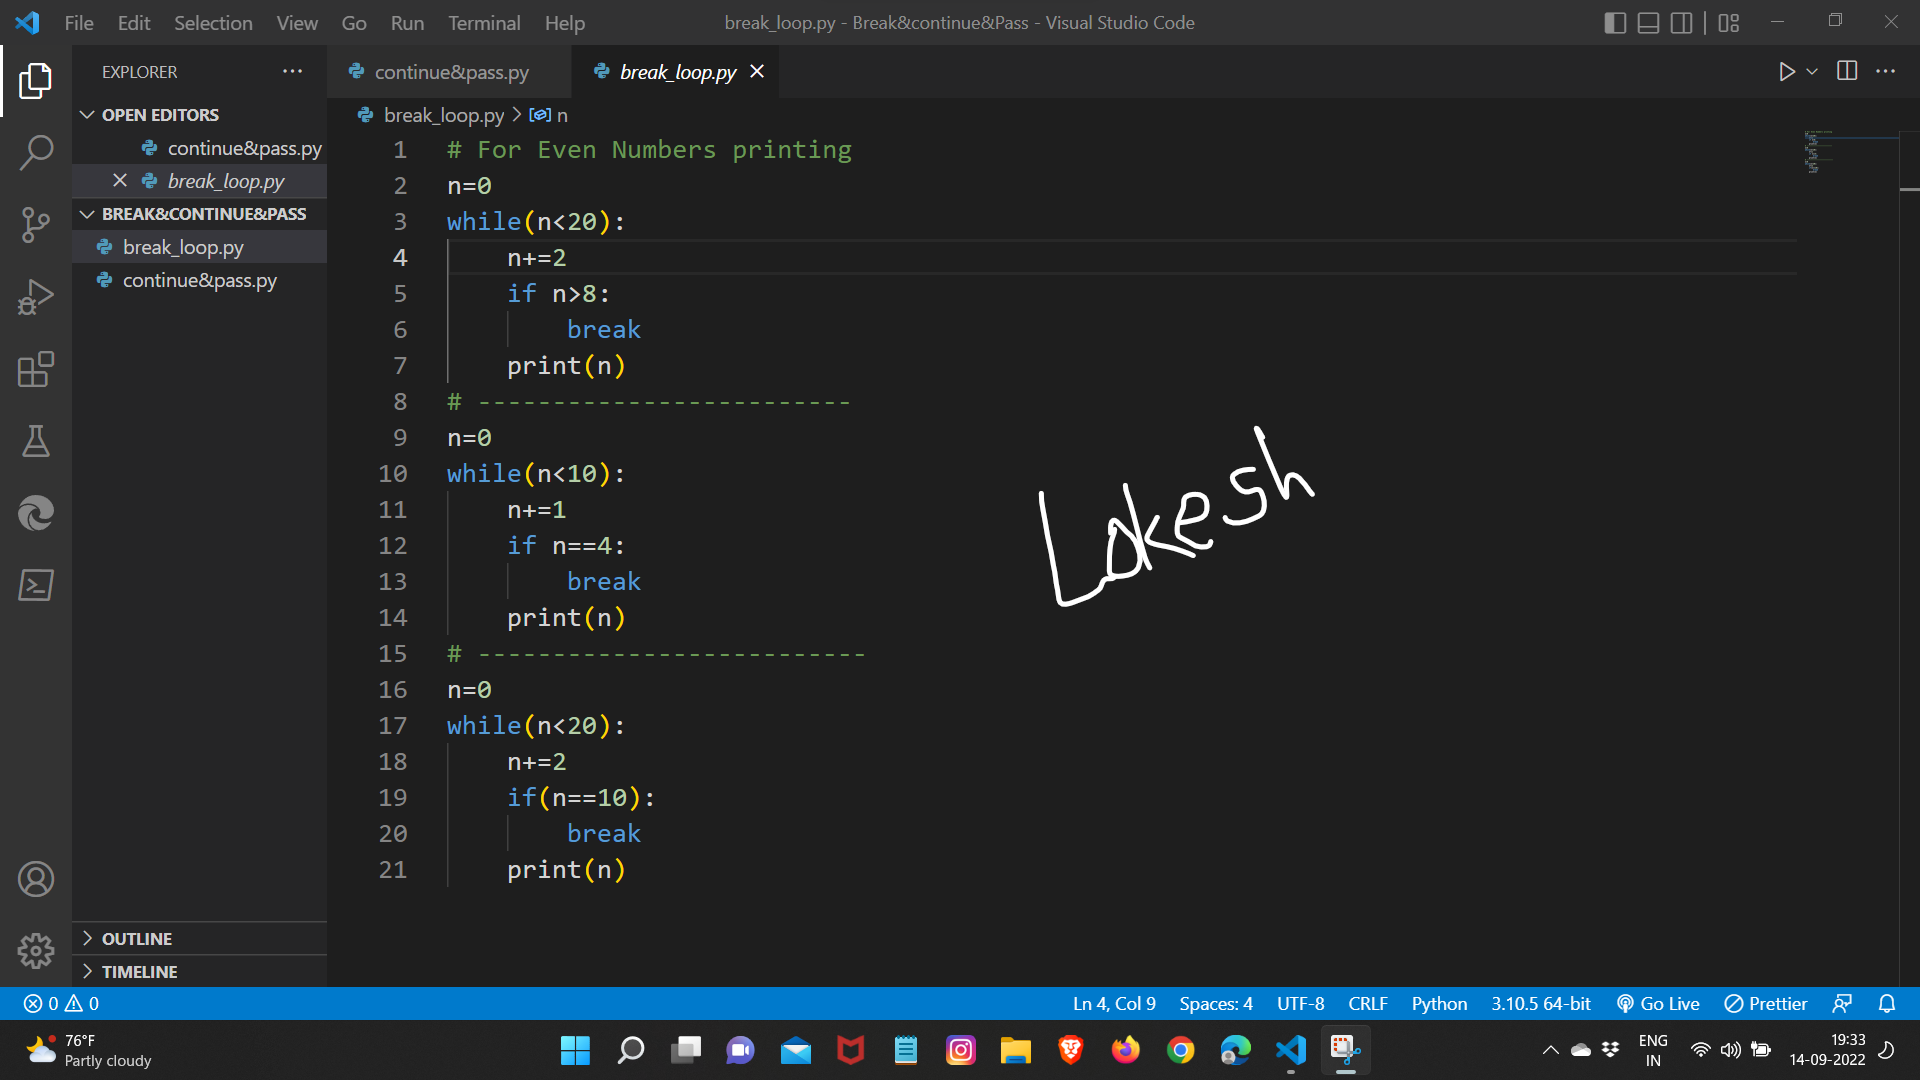 File Edit Selection View Go Run Terminal Help
break_loop.py - Break&continue&Pass - Visual Studio Code
EXPLORER
OPEN EDITORS
continue&pass.py
break_loop.py
BREAK&CONTINUE&PASS
break_loop.py
continue&pass.py
OUTLINE
TIMELINE
continue&pass.py
break_loop.py
break_loop.py > n
1 # For Even Numbers printing
2 n=0
3 while(n<20):
4     n+=2
5     if n>8:
6         break
7     print(n)
8 # -------------------------
9 n=0
10 while(n<10):
11     n+=1
12     if n==4:
13         break
14     print(n)
15 # --------------------------
16 n=0
17 while(n<20):
18     n+=2
19     if(n==10):
20         break
21     print(n)
Lokesh
0 0
Ln 4, Col 9 Spaces: 4 UTF-8 CRLF Python 3.10.5 64-bit Go Live Prettier
76°F
Partly cloudy
ENG
IN
19:33
14-09-2022